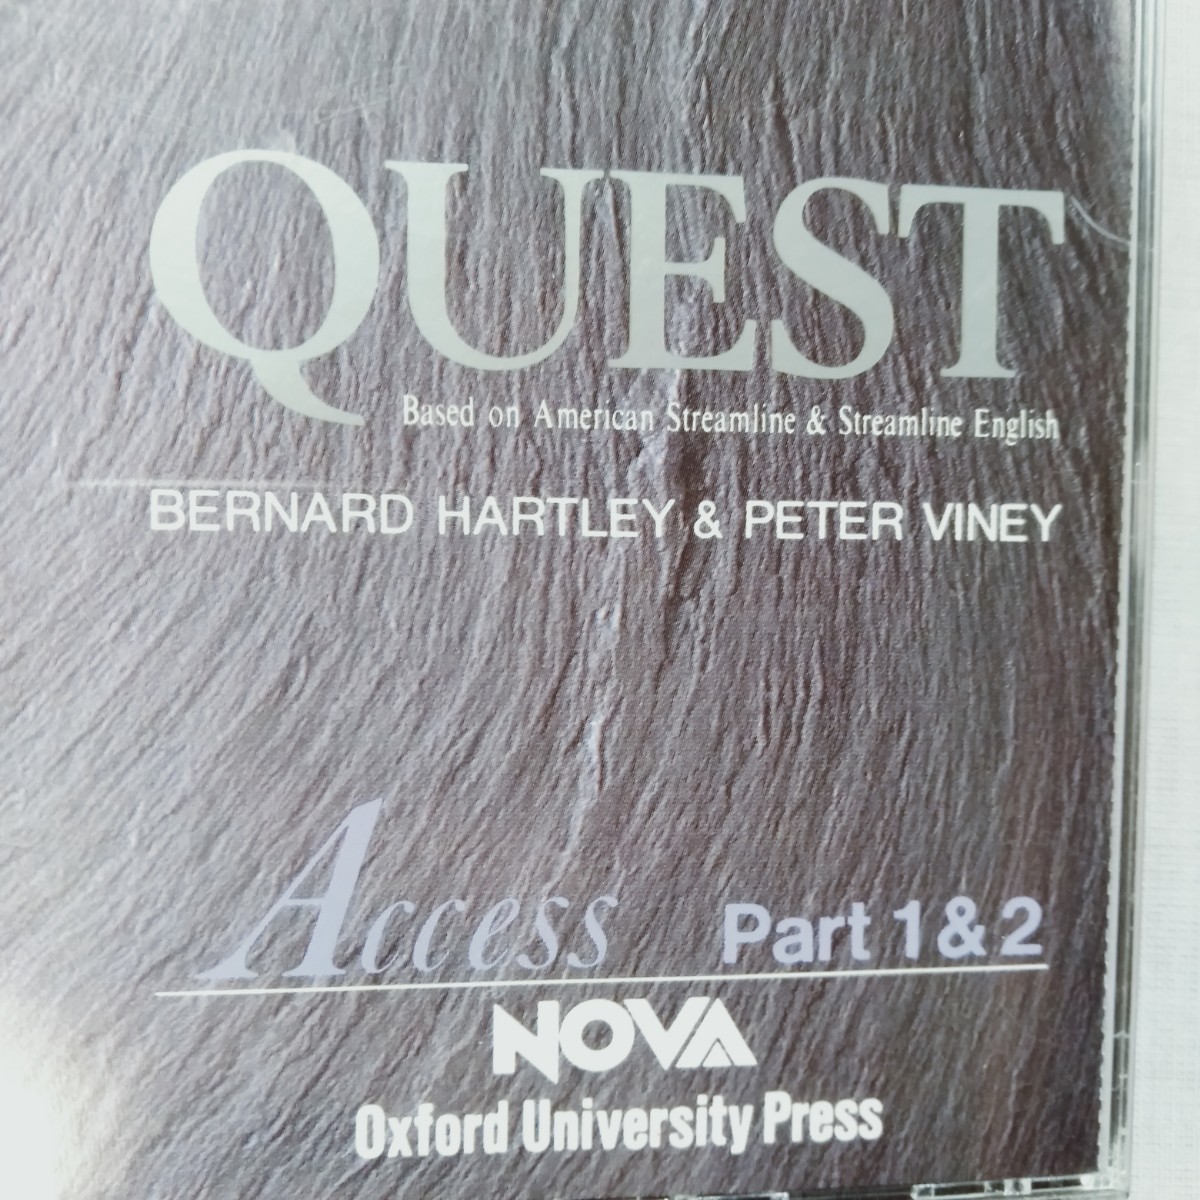 QUEST
Based on American Streamline & Streamline English
BERNARD HARTLEY & PETER VINEY
Access Part 1 & 2
NOVA
Oxford University Press